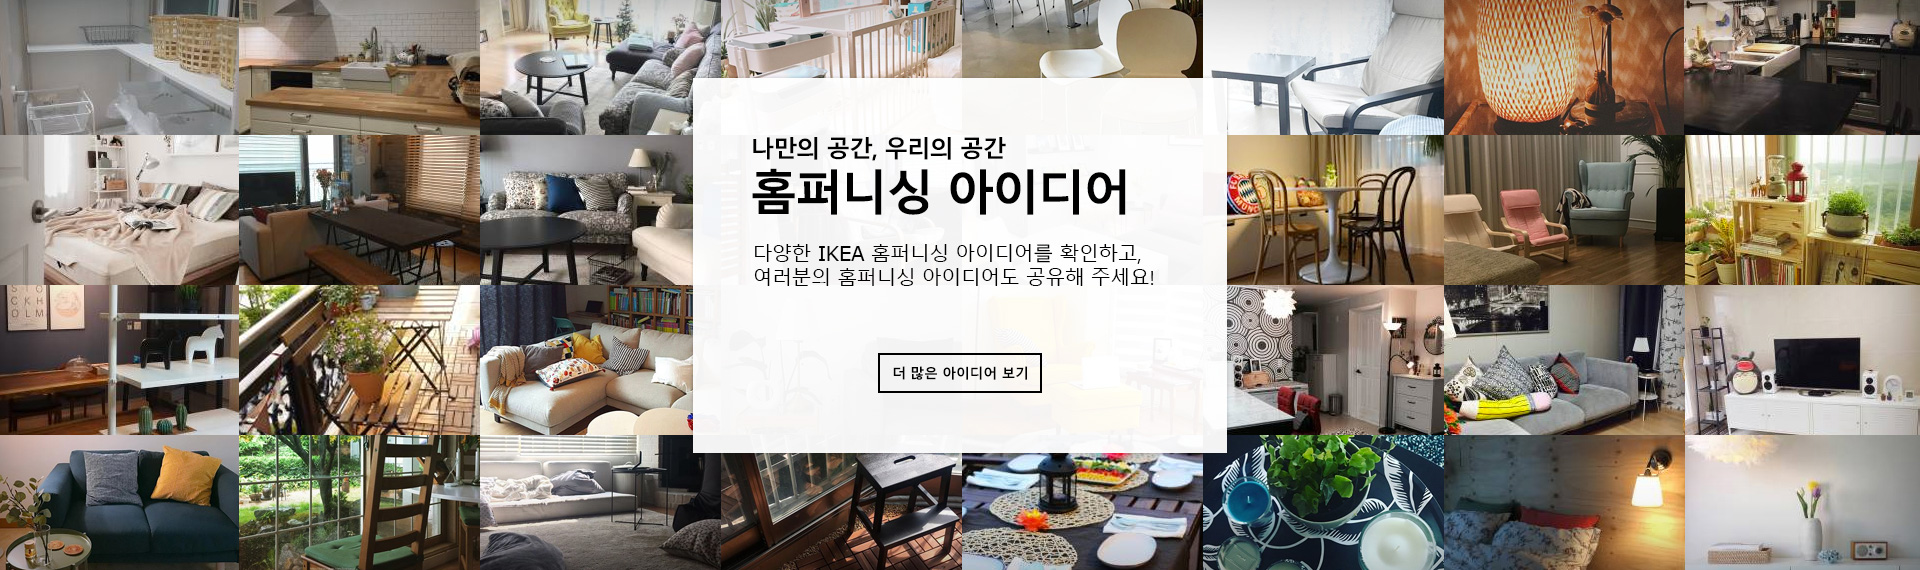 나만의 공간, 우리의 공간
홈퍼니싱 아이디어
다양한 IKEA 홈퍼니싱 아이디어를 확인하고,
여러분의 홈퍼니싱 아이디어도 공유해 주세요!
더 많은 아이디어 보기